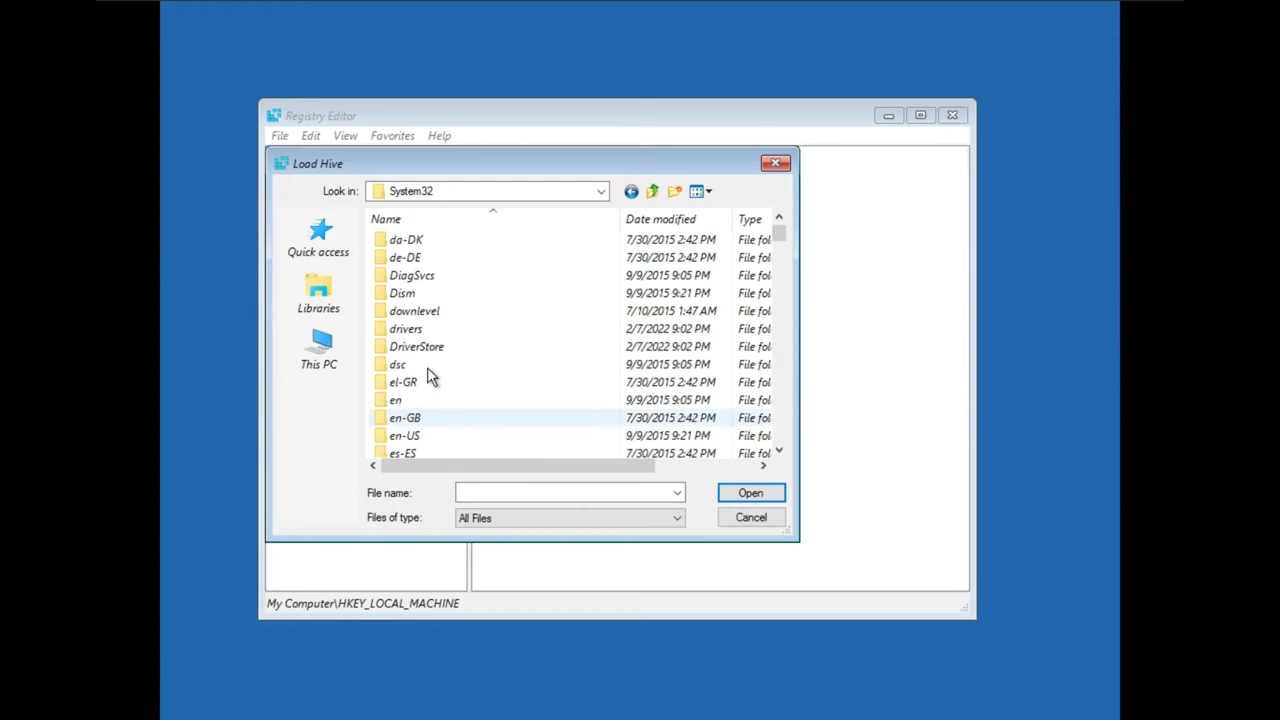 Registry Editor
File Edit View Favorites Help
Load Hive
Look in: System32
Name Date modified Type
da-DK 7/30/2015 2:42 PM File fol
de-DE 7/30/2015 2:42 PM File fol
DiagSvcs 9/9/2015 9:05 PM File fol
Dism 9/9/2015 9:21 PM File fol
downlevel 7/10/2015 1:47 AM File fol
drivers 2/7/2022 9:02 PM File fol
DriverStore 2/7/2022 9:02 PM File fol
dsc 9/9/2015 9:05 PM File fol
el-GR 7/30/2015 2:42 PM File fol
en 9/9/2015 9:05 PM File fol
en-GB 7/30/2015 2:42 PM File fol
en-US 9/9/2015 9:21 PM File fol
es-ES 7/30/2015 2:42 PM File fol
Quick access
Libraries
This PC
File name: Open
Files of type: All Files Cancel
My Computer\HKEY_LOCAL_MACHINE